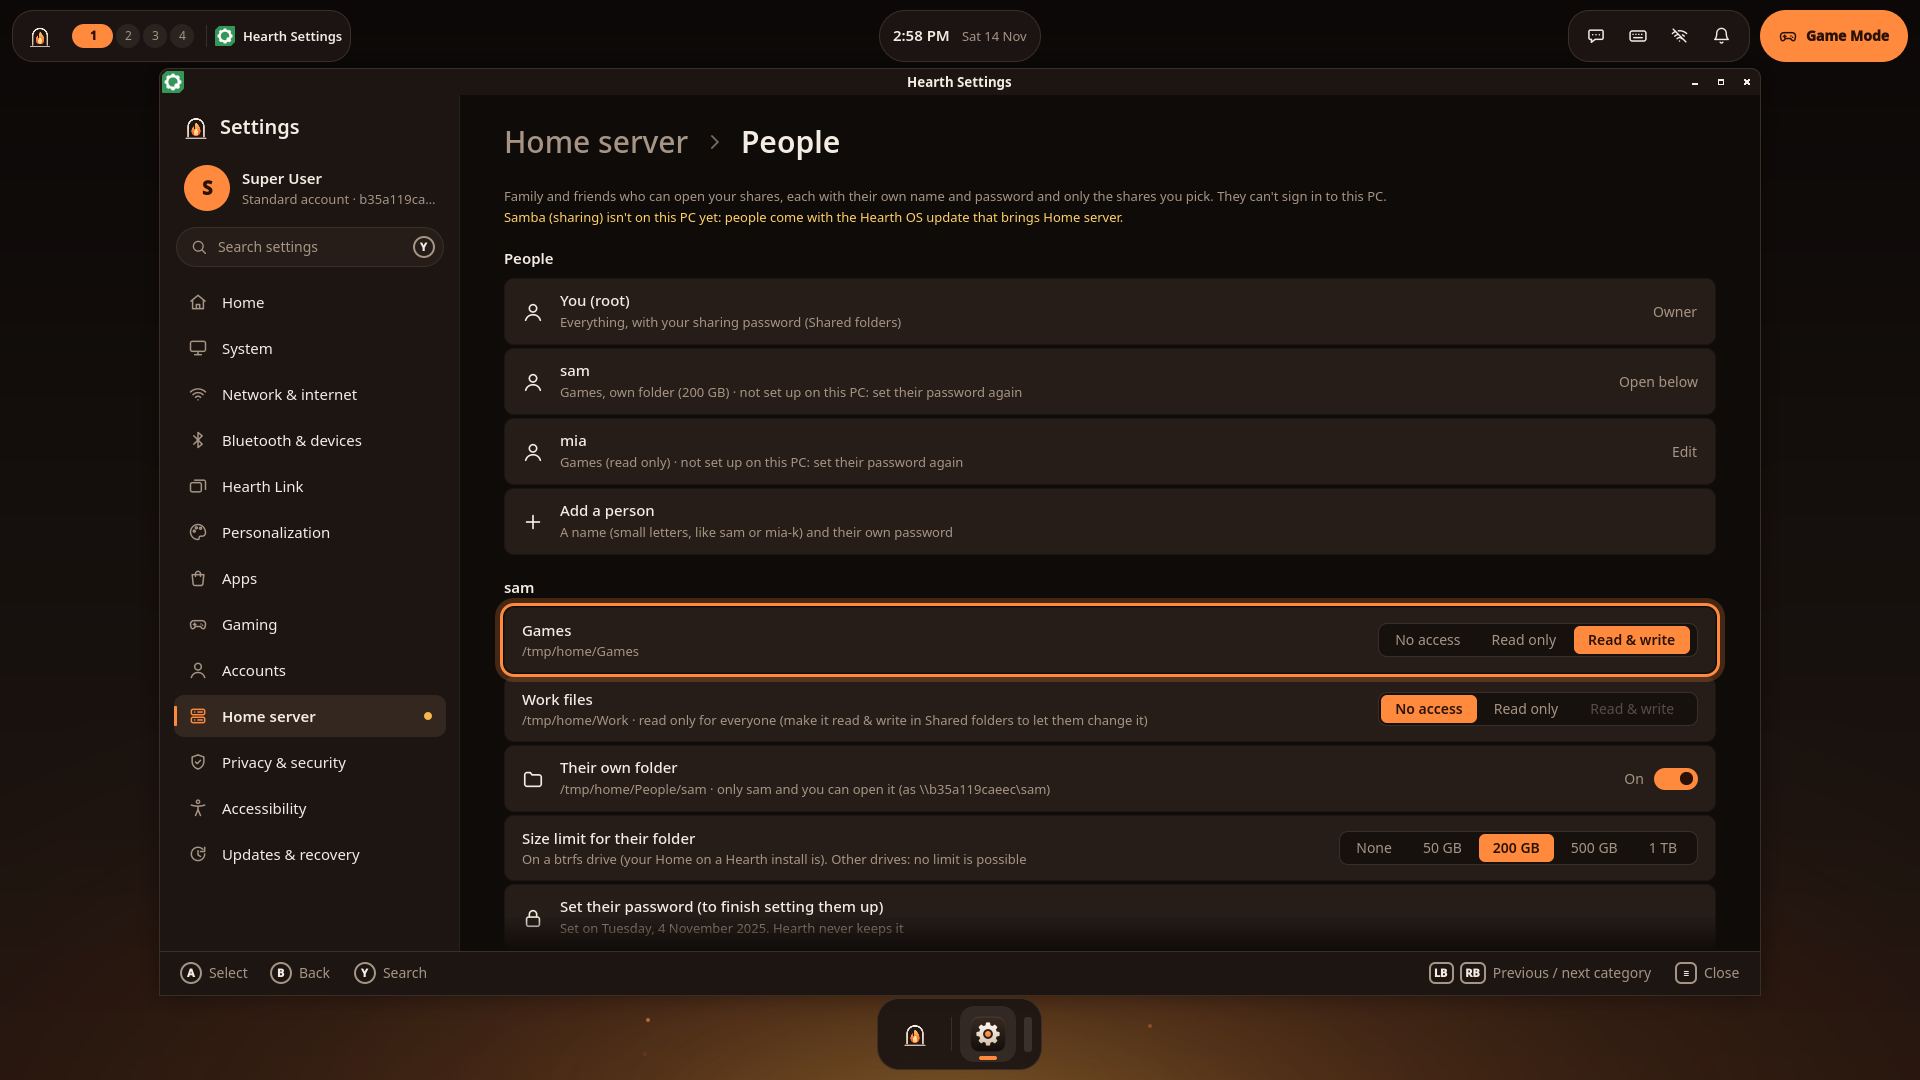 1 2 3 4 Hearth Settings
2:58 PM Sat 14 Nov
Game Mode
Hearth Settings
Settings
S
Super User
Standard account · b35a119ca...
Search settings Y
Home
System
Network & internet
Bluetooth & devices
Hearth Link
Personalization
Apps
Gaming
Accounts
Home server
Privacy & security
Accessibility
Updates & recovery
Home server > People
Family and friends who can open your shares, each with their own name and password and only the shares you pick. They can't sign in to this PC.
Samba (sharing) isn't on this PC yet: people come with the Hearth OS update that brings Home server.
People
You (root)
Everything, with your sharing password (Shared folders)
Owner
sam
Games, own folder (200 GB) · not set up on this PC: set their password again
Open below
mia
Games (read only) · not set up on this PC: set their password again
Edit
Add a person
A name (small letters, like sam or mia-k) and their own password
sam
Games
/tmp/home/Games
No access Read only Read & write
Work files
/tmp/home/Work · read only for everyone (make it read & write in Shared folders to let them change it)
No access Read only Read & write
Their own folder
/tmp/home/People/sam · only sam and you can open it (as \\b35a119caeec\sam)
On
Size limit for their folder
On a btrfs drive (your Home on a Hearth install is). Other drives: no limit is possible
None 50 GB 200 GB 500 GB 1 TB
Set their password (to finish setting them up)
Set on Tuesday, 4 November 2025. Hearth never keeps it
A Select B Back Y Search
LB RB Previous / next category ≡ Close